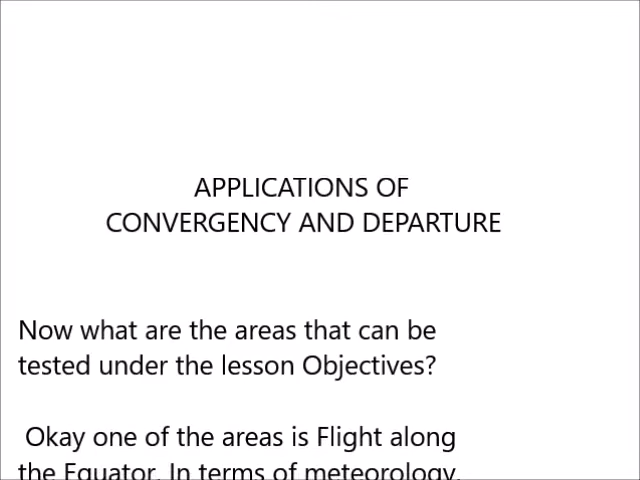 APPLICATIONS OF
CONVERGENCY AND DEPARTURE
Now what are the areas that can be
tested under the lesson Objectives?
Okay one of the areas is Flight along
the Equator. In terms of meteorology,